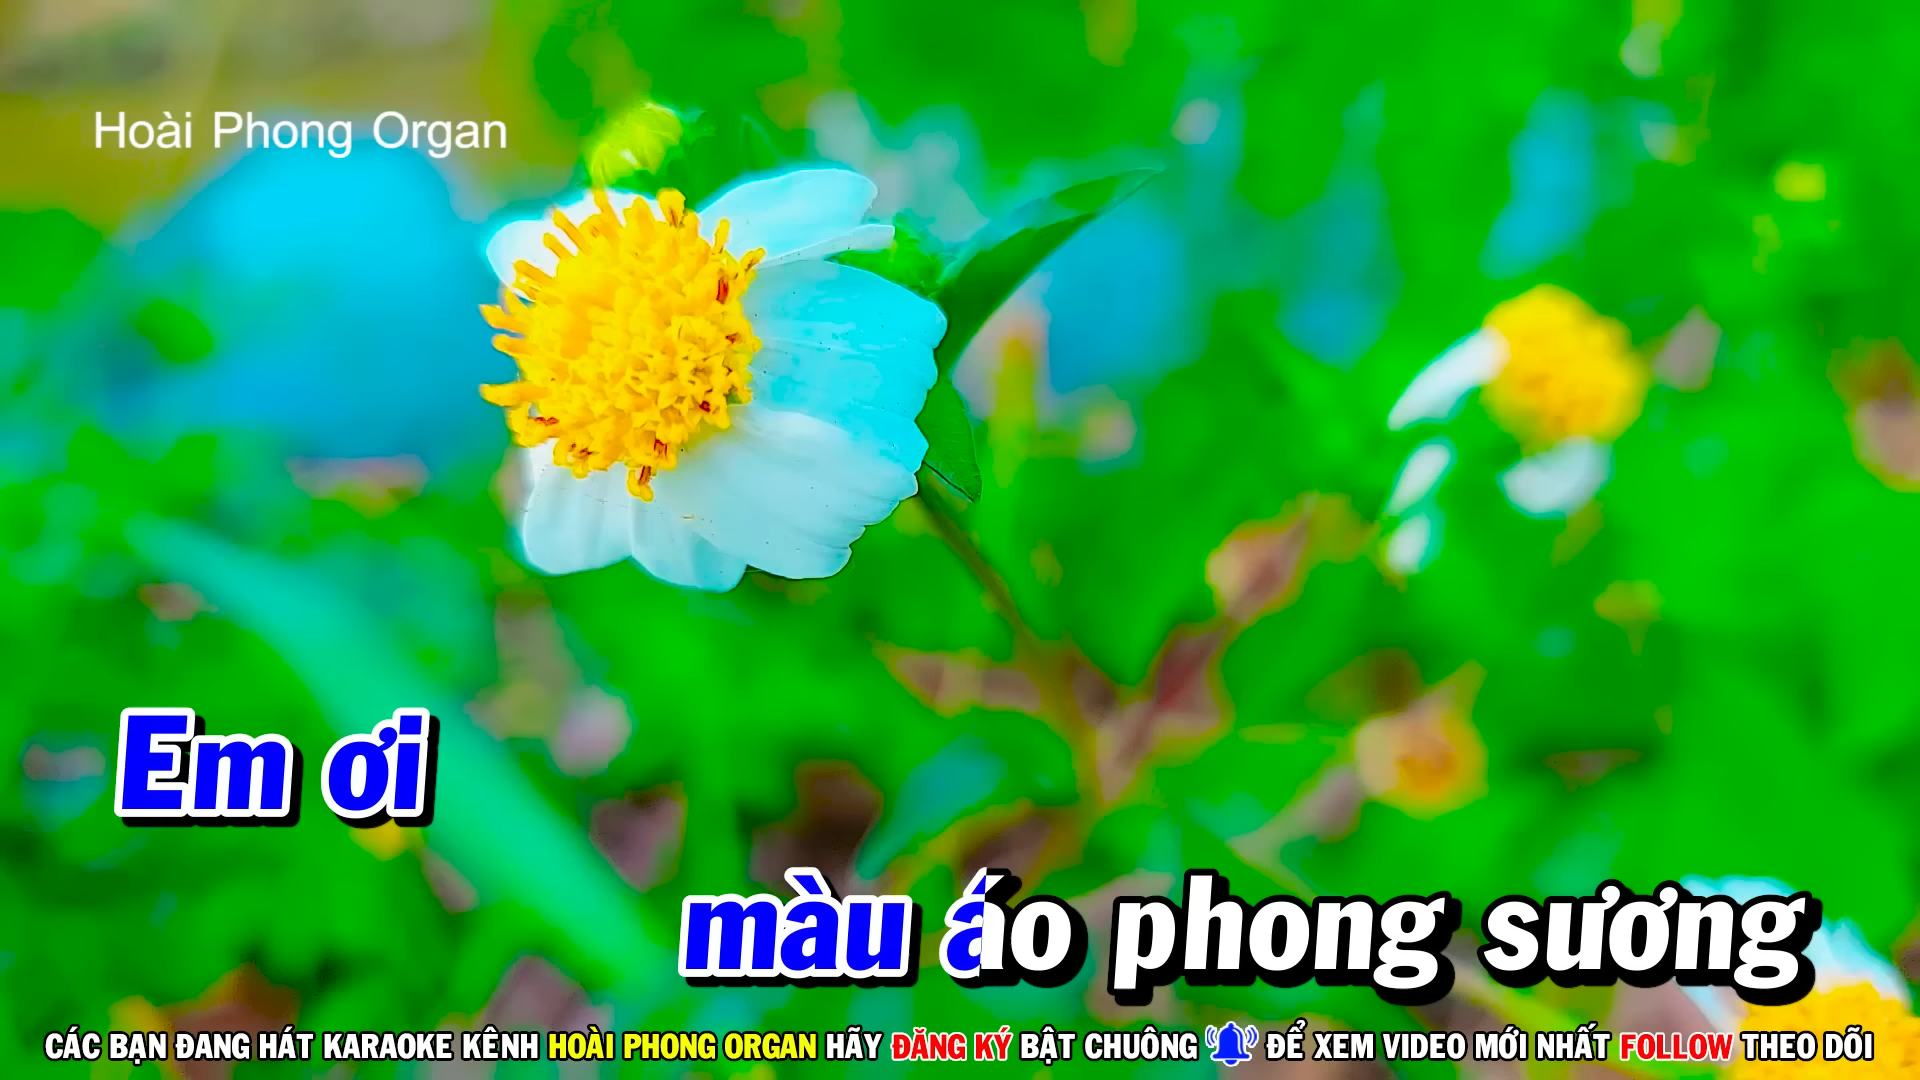 Hoài Phong Organ
Em ơi
màu áo phong sương
CÁC BẠN ĐANG HÁT KARAOKE KÊNH HOÀI PHONG ORGAN HÃY ĐĂNG KÝ BẬT CHUÔNG ĐỂ XEM VIDEO MỚI NHẤT FOLLOW THEO DÕI